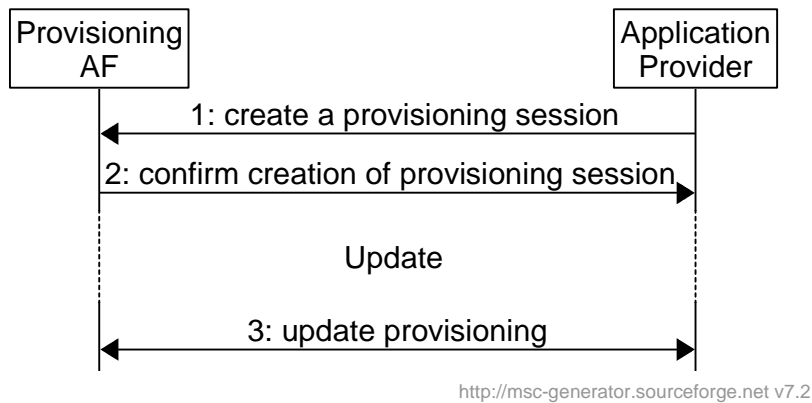 Provisioning
AF
Application
Provider
1: create a provisioning session
2: confirm creation of provisioning session
Update
3: update provisioning
http://msc-generator.sourceforge.net v7.2